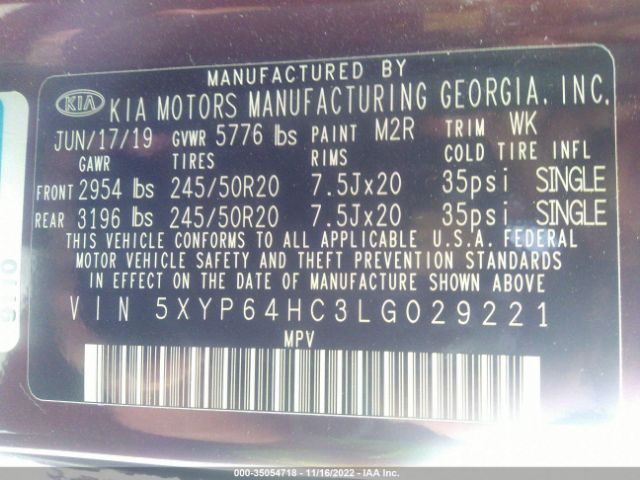 MANUFACTURED BY
KIA KIA MOTORS MANUFACTURING GEORGIA, INC.
JUN/17/19 GVWR 5776 lbs PAINT M2R TRIM WK
GAWR TIRES RIMS COLD TIRE INFL
FRONT 2954 lbs 245/50R20 7.5Jx20 35psi SINGLE
REAR 3196 lbs 245/50R20 7.5Jx20 35psi SINGLE
THIS VEHICLE CONFORMS TO ALL APPLICABLE U.S.A. FEDERAL
MOTOR VEHICLE SAFETY AND THEFT PREVENTION STANDARDS
IN EFFECT ON THE DATE OF MANUFACTURE SHOWN ABOVE
VIN 5XYP64HC3LG029221
MPV
000-35054718 - 11/16/2022 - IAA Inc.